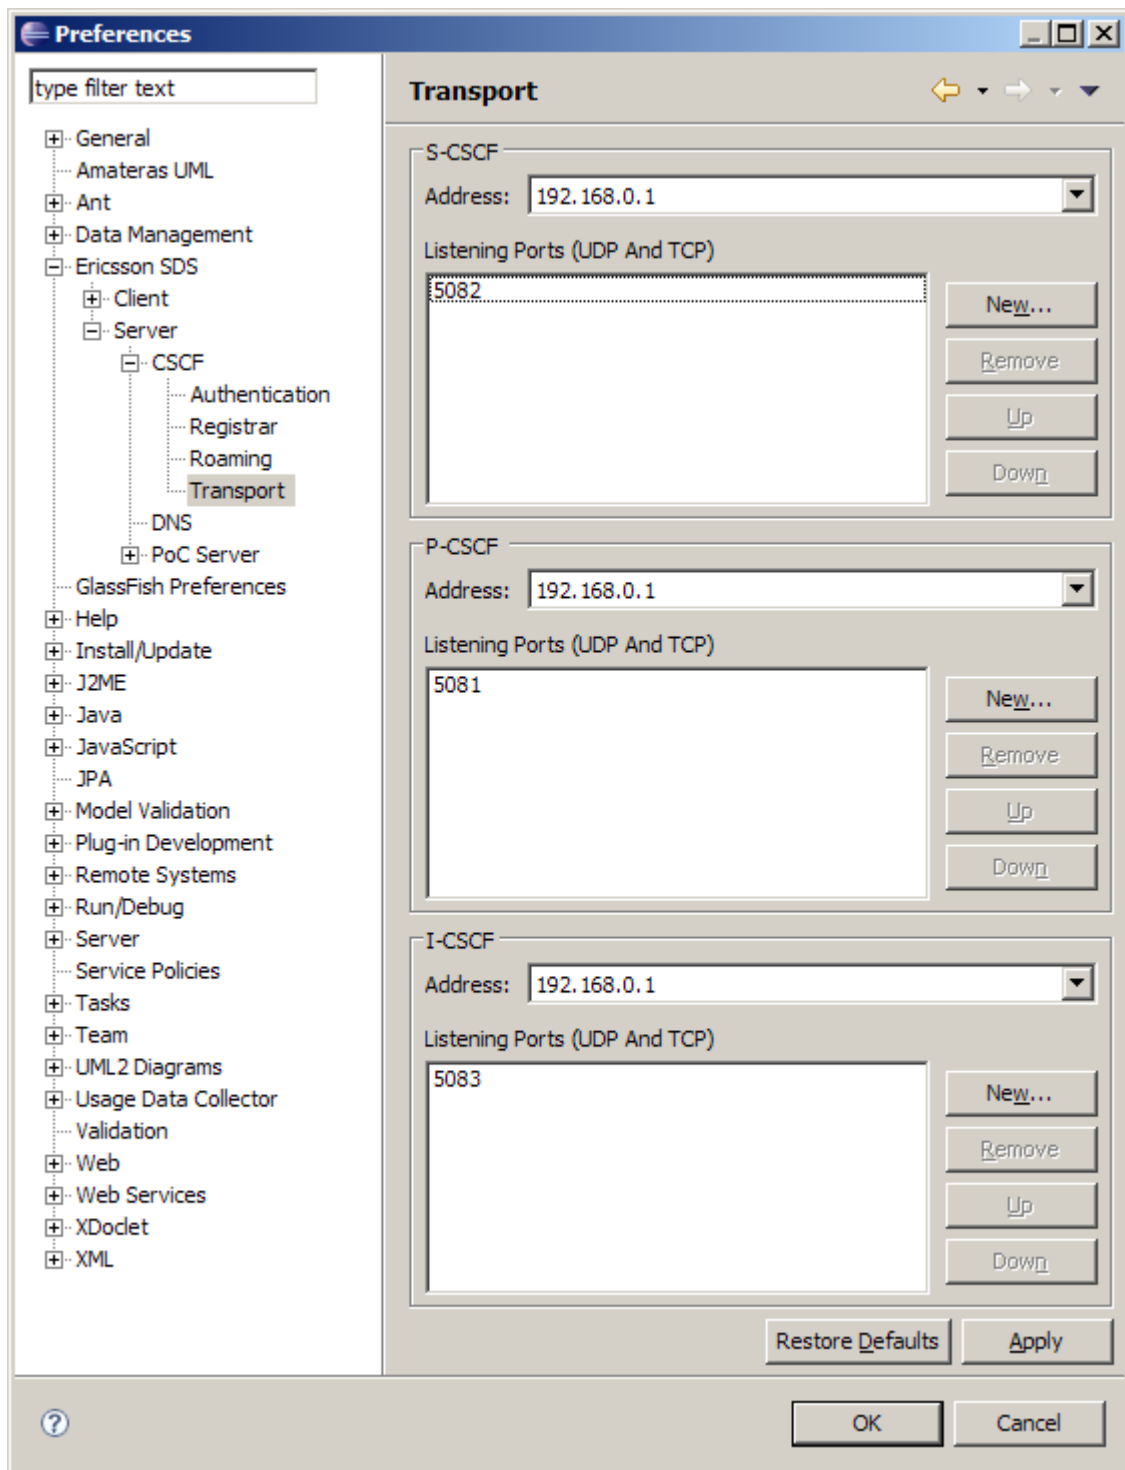 Preferences
type filter text
General
Amateras UML
Ant
Data Management
Ericsson SDS
Client
Server
CSCF
Authentication
Registrar
Roaming
Transport
DNS
PoC Server
GlassFish Preferences
Help
Install/Update
J2ME
Java
JavaScript
JPA
Model Validation
Plug-in Development
Remote Systems
Run/Debug
Server
Service Policies
Tasks
Team
UML2 Diagrams
Usage Data Collector
Validation
Web
Web Services
XDoclet
XML
Transport
S-CSCF
Address: 192.168.0.1
Listening Ports (UDP And TCP)
5082
New...
Remove
Up
Down
P-CSCF
Address: 192.168.0.1
Listening Ports (UDP And TCP)
5081
New...
Remove
Up
Down
I-CSCF
Address: 192.168.0.1
Listening Ports (UDP And TCP)
5083
New...
Remove
Up
Down
Restore Defaults Apply
? OK Cancel